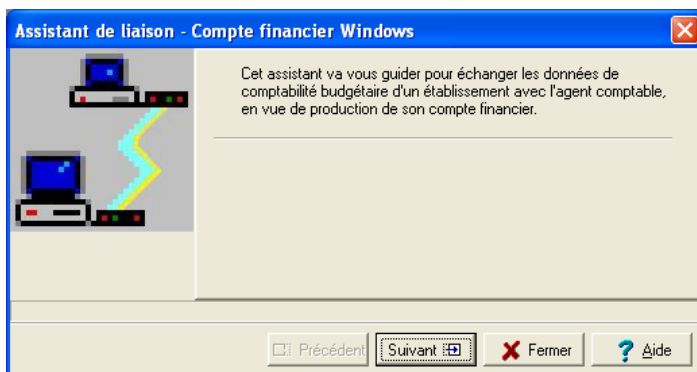 Assistant de liaison - Compte financier Windows
Cet assistant va vous guider pour échanger les données de
comptabilité budgétaire d'un établissement avec l'agent comptable,
en vue de production de son compte financier.
Précédent Suivant Fermer Aide